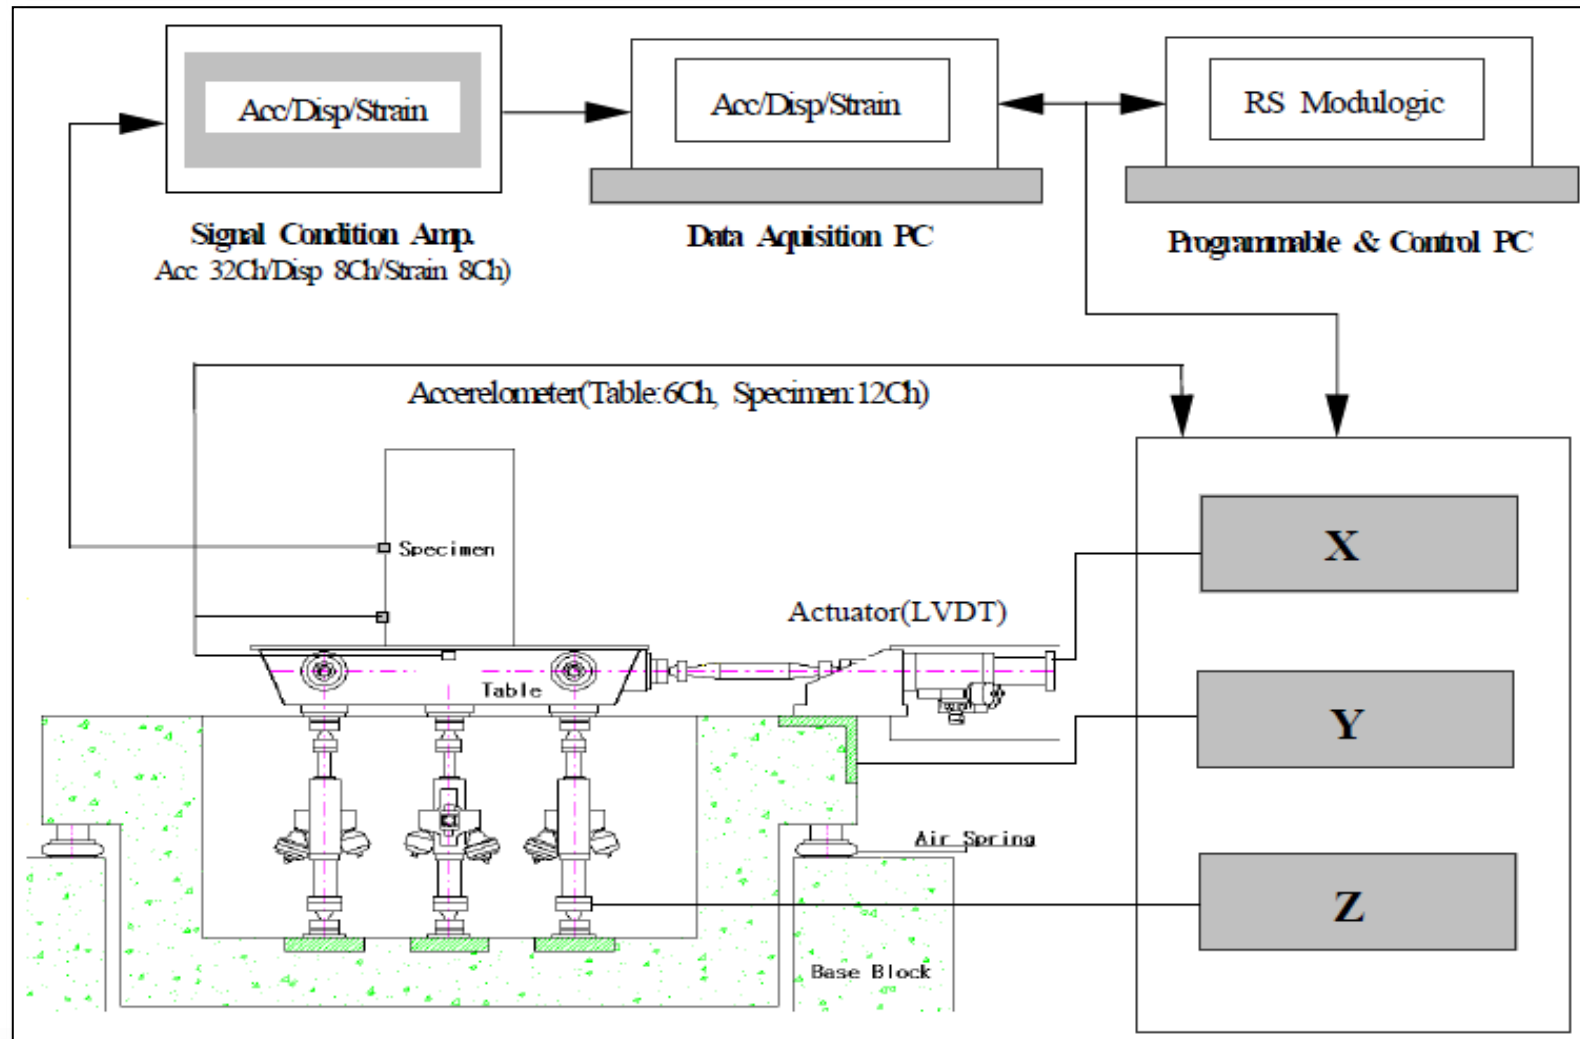 Acc/Disp/Strain
Acc/Disp/Strain
RS Modulogic
Signal Condition Amp.
Acc 32Ch/Disp 8Ch/Strain 8Ch)
Data Aquisition PC
Programmable & Control PC
Accerelometer(Table:6Ch, Specimen:12Ch)
Specimen
X
Actuator(LVDT)
Table
Y
Air Spring
Z
Base Block